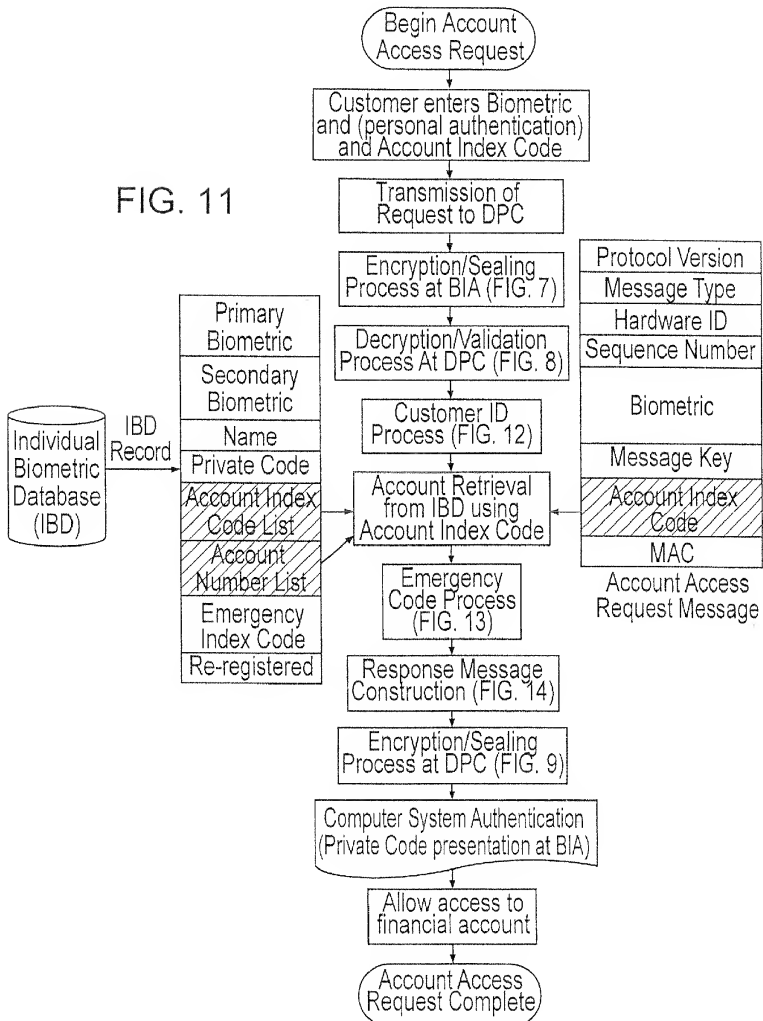 Begin Account
Access Request
Customer enters Biometric
and (personal authentication)
and Account Index Code
FIG. 11
Transmission of
Request to DPC
Encryption/Sealing
Process at BIA (FIG. 7)
Decryption/Validation
Process At DPC (FIG. 8)
Customer ID
Process (FIG. 12)
Account Retrieval
from IBD using
Account Index Code
Emergency
Code Process
(FIG. 13)
Response Message
Construction (FIG. 14)
Encryption/Sealing
Process at DPC (FIG. 9)
Computer System Authentication
(Private Code presentation at BIA)
Allow access to
financial account
Account Access
Request Complete
Individual
Biometric
Database
(IBD)
IBD
Record
Primary
Biometric
Secondary
Biometric
Name
Private Code
Account Index
Code List
Account
Number List
Emergency
Index Code
Re-registered
Protocol Version
Message Type
Hardware ID
Sequence Number
Biometric
Message Key
Account Index
Code
MAC
Account Access
Request Message